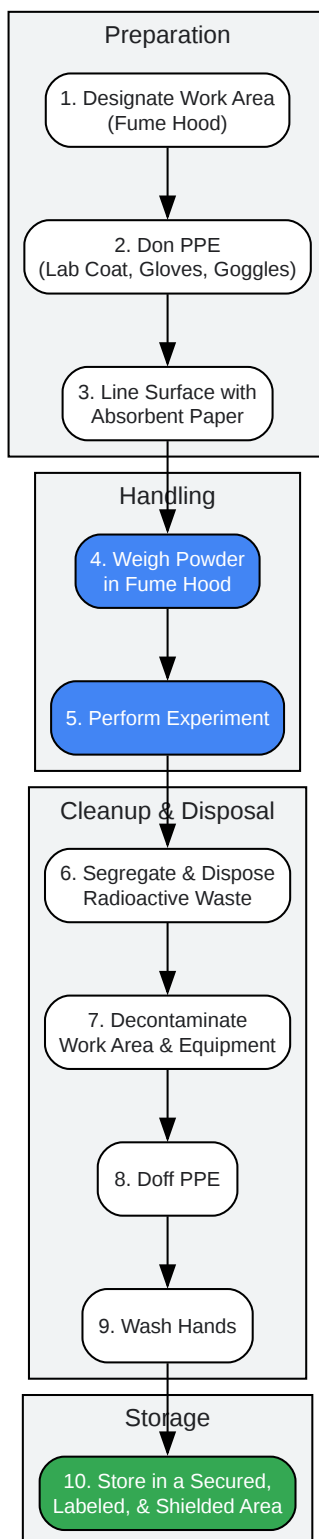 Preparation
1. Designate Work Area
(Fume Hood)
2. Don PPE
(Lab Coat, Gloves, Goggles)
3. Line Surface with
Absorbent Paper
Handling
4. Weigh Powder
in Fume Hood
5. Perform Experiment
Cleanup & Disposal
6. Segregate & Dispose
Radioactive Waste
7. Decontaminate
Work Area & Equipment
8. Doff PPE
9. Wash Hands
Storage
10. Store in a Secured,
Labeled, & Shielded Area